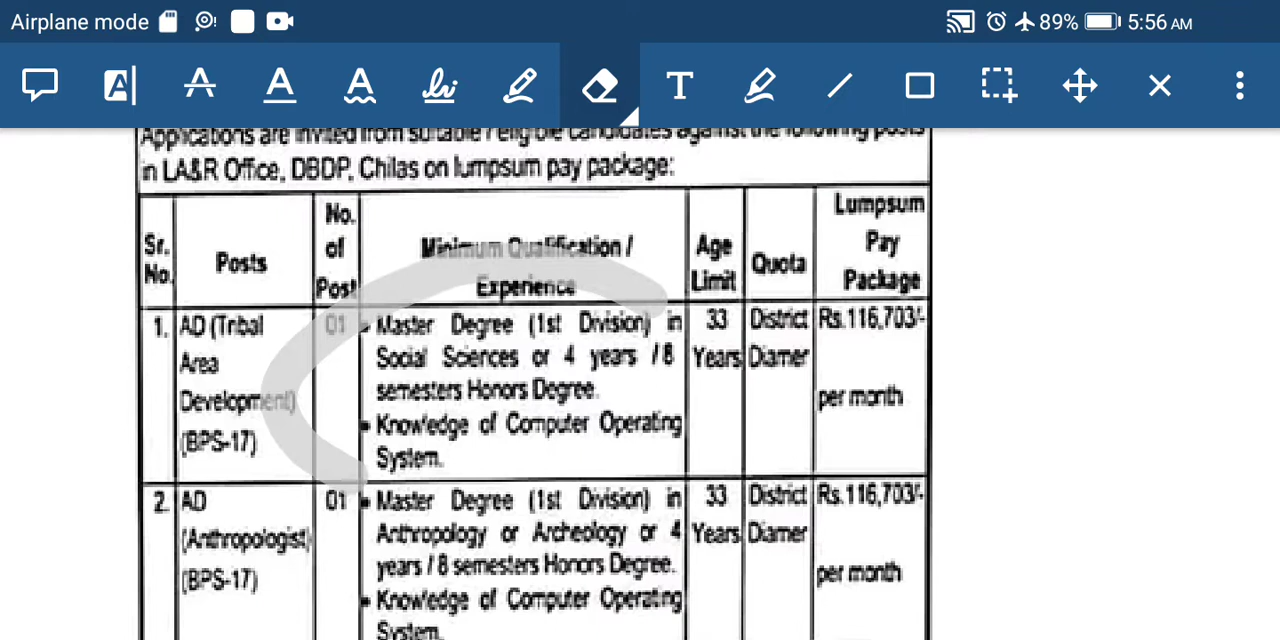 Airplane mode 89% 5:56 AM
Applications are invited from suitable / eligible candidates against the following posts
in LA&R Office, DBDP, Chilas on lumpsum pay package:
Sr. No. Posts No. of Post Minimum Qualification / Experience Age Limit Quota Lumpsum Pay Package
1. AD (Tribal 01 • Master Degree (1st Division) in 33 District Rs.116,703/-
Area Social Sciences or 4 years / 8 Years Diamer
Development) semesters Honors Degree. per month
(BPS-17) • Knowledge of Computer Operating
System.
2. AD 01 • Master Degree (1st Division) in 33 District Rs.116,703/-
(Anthropologist) Anthropology or Archeology or 4 Years Diamer
(BPS-17) years / 8 semesters Honors Degree. per month
• Knowledge of Computer Operating
System.